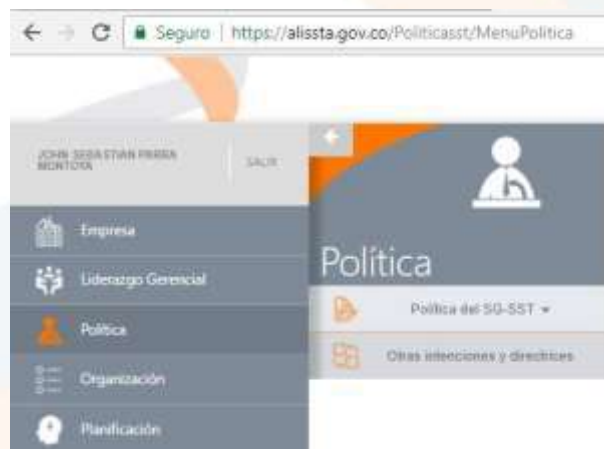 Seguro | https://alissta.gov.co/Politicasst/MenuPolitica
JOHN SEBASTIAN PARRA
MONTOYA
SALIR
Empresa
Liderazgo Gerencial
Política
Organización
Planificación
Política
Política del SG-SST
Otras intenciones y directrices